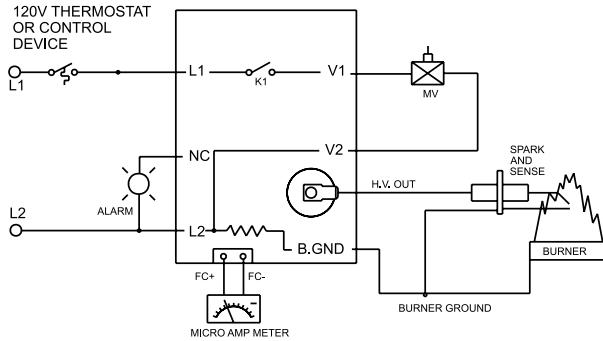 120V THERMOSTAT
OR CONTROL
DEVICE
L1
L1
K1
V1
MV
NC
V2
SPARK
AND
SENSE
H.V. OUT
ALARM
L2
L2
B.GND
BURNER
FC+
FC-
BURNER GROUND
MICRO AMP METER